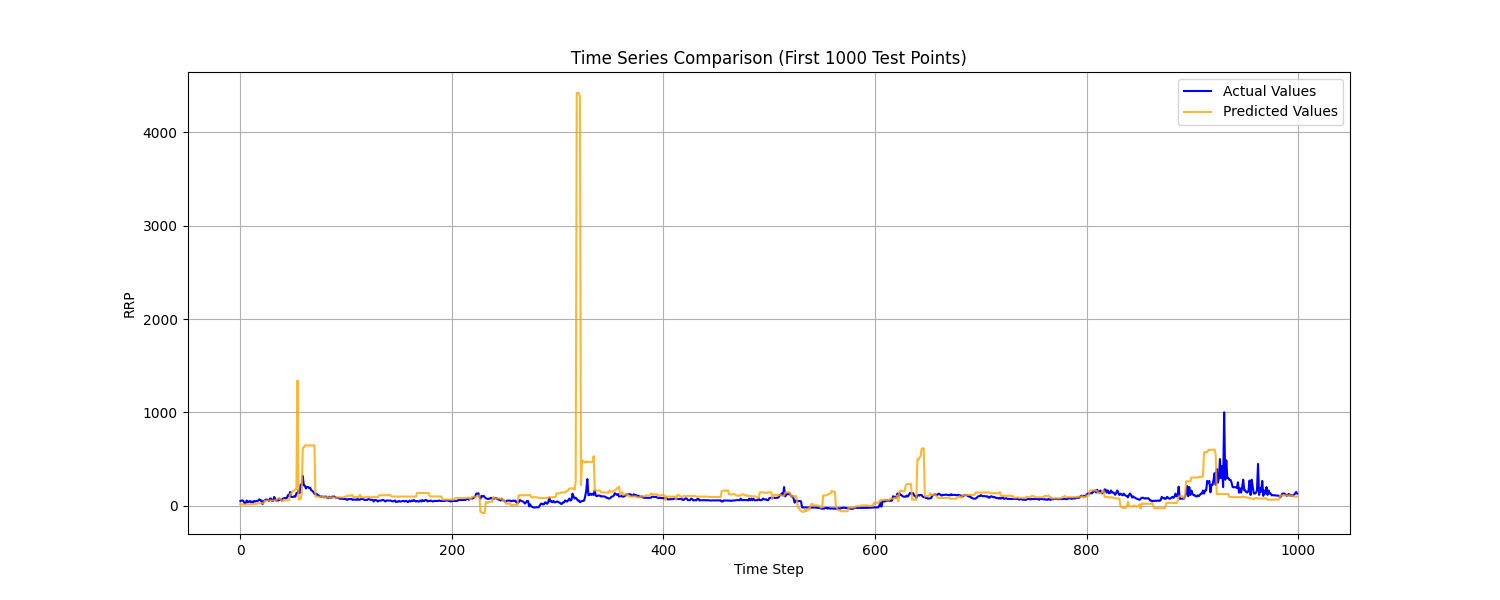 Time Series Comparison (First 1000 Test Points)
Actual Values
Predicted Values
RRP
4000
3000
2000
1000
0
0
200
400
600
800
1000
Time Step